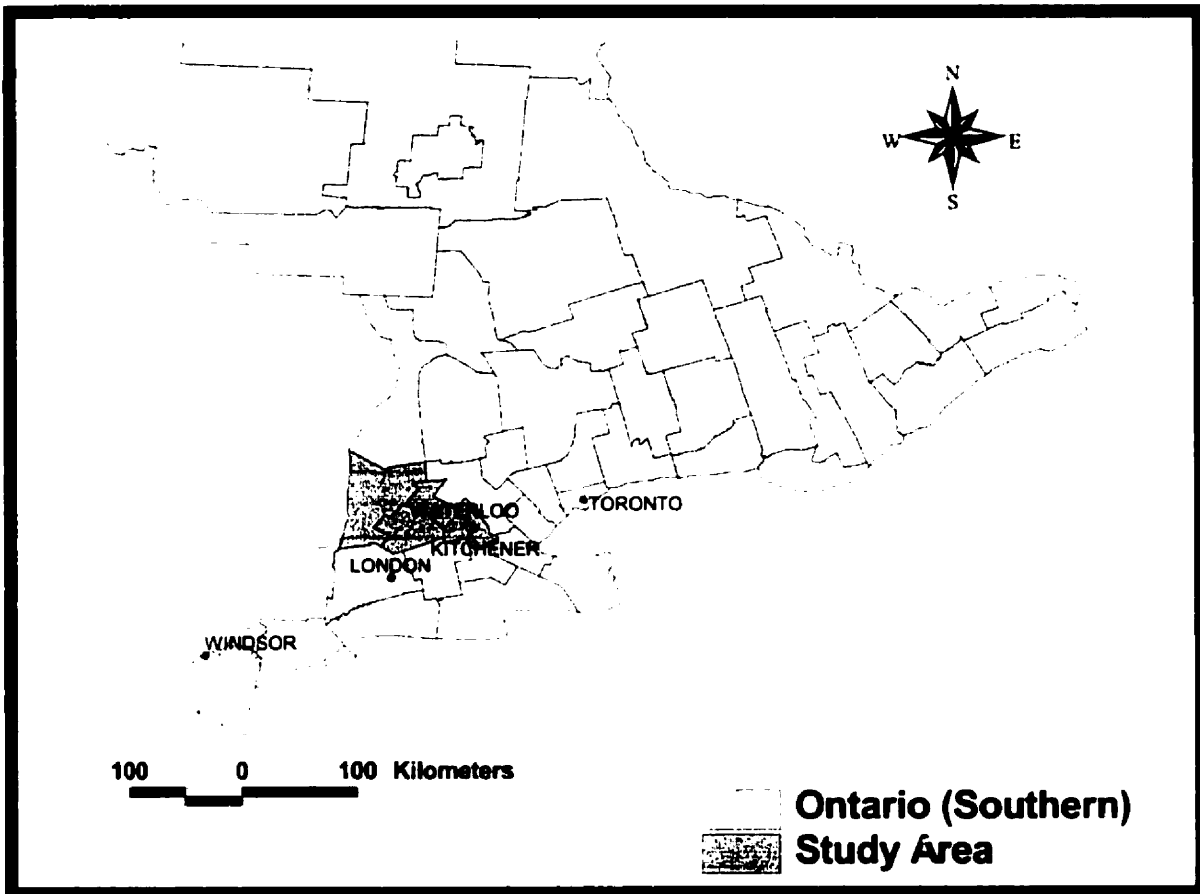 N
W E
S
TORONTO
WATERLOO
KITCHENER
LONDON
WINDSOR
100 0 100 Kilometers
Ontario (Southern)
Study Area